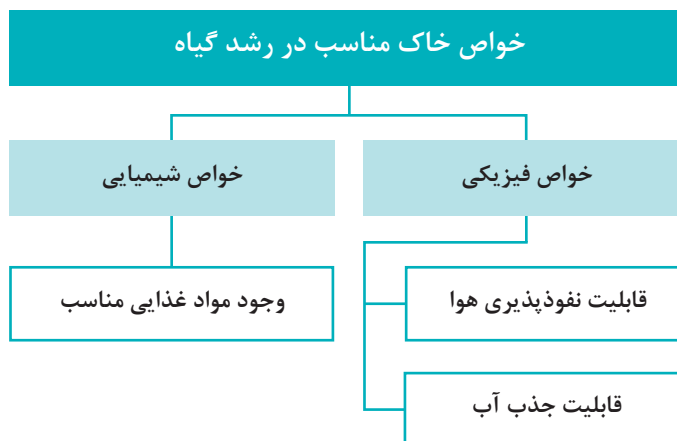 خواص خاک مناسب در رشد گیاه
خواص فیزیکی
خواص شیمیایی
قابلیت نفوذپذیری هوا
وجود مواد غذایی مناسب
قابلیت جذب آب